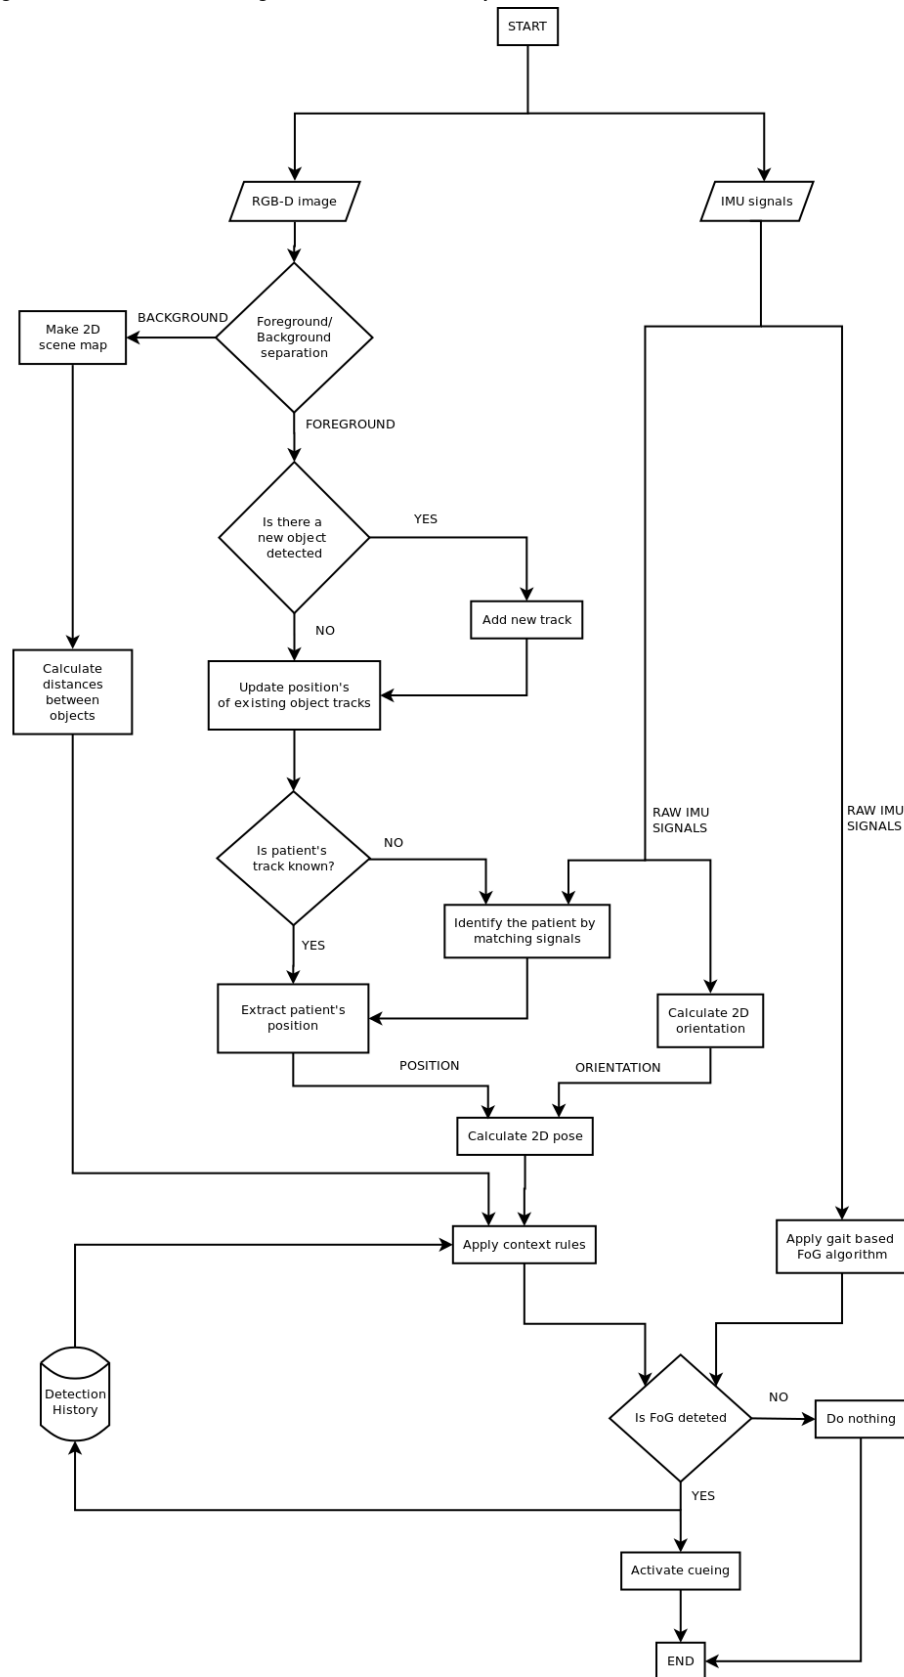 START
RGB-D image
IMU signals
BACKGROUND
Make 2D
scene map
Foreground/
Background
separation
FOREGROUND
Is there a
new object
detected
YES
Add new track
NO
Calculate
distances
between
objects
Update position's
of existing object tracks
RAW IMU
SIGNALS
RAW IMU
SIGNALS
Is patient's
track known?
NO
Identify the patient by
matching signals
YES
Extract patient's
position
Calculate 2D
orientation
POSITION
ORIENTATION
Calculate 2D pose
Apply context rules
Apply gait based
FoG algorithm
Detection
History
Is FoG deteted
NO
Do nothing
YES
Activate cueing
END